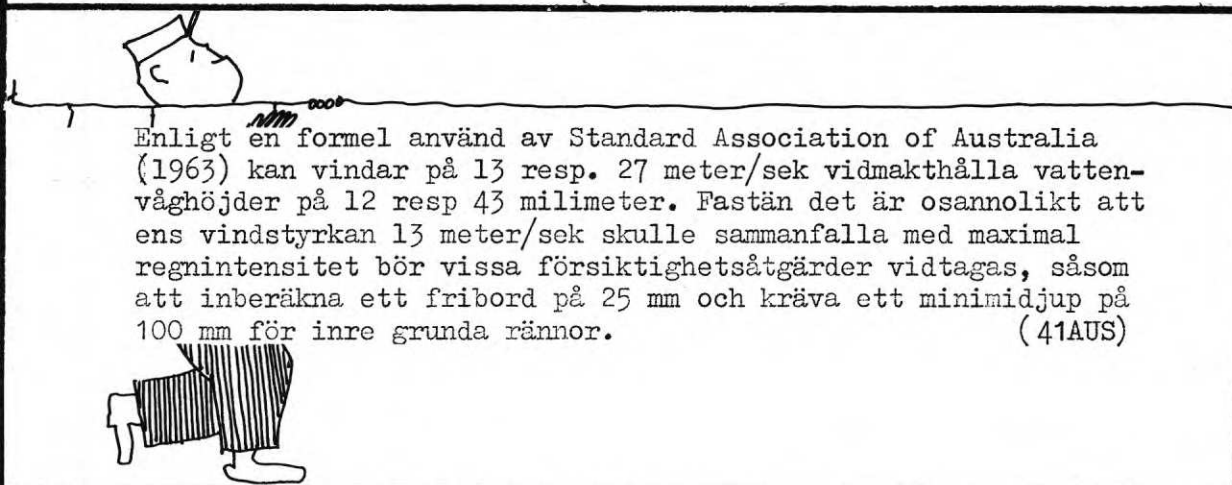 Enligt en formel använd av Standard Association of Australia
(1963) kan vindar på 13 resp. 27 meter/sek vidmakthålla vatten-
våghöjder på 12 resp 43 milimeter. Fastän det är osannolikt att
ens vindstyrkan 13 meter/sek skulle sammanfalla med maximal
regnintensitet bör vissa försiktighetsåtgärder vidtagas, såsom
att inberäkna ett fribord på 25 mm och kräva ett minimidjup på
100 mm för inre grunda rännor. (41AUS)